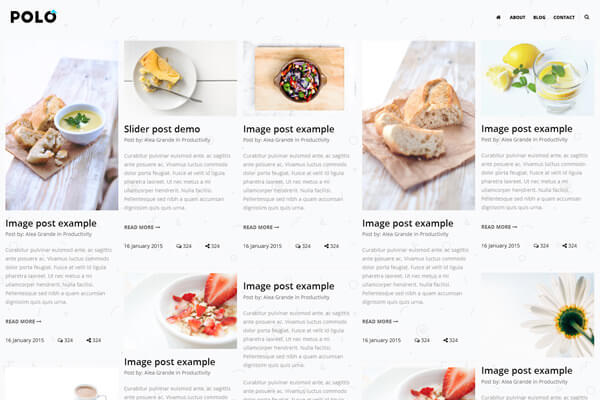 POLO
ABOUT BLOG CONTACT
Image post example
Post by: Alea Grande in Productivity
Curabitur pulvinar euismod ante, ac sagittis
ante posuere ac. Vivamus luctus commodo
dolor porta feugiat. Fusce at velit id ligula
pharetra laoreet. Ut nec metus a mi
ullamcorper hendrerit. Nulla facilisi.
Pellentesque sed nibh a quam accumsan
dignissim quis quis urna.
READ MORE
16 January 2015 324 324
Slider post demo
Post by: Alea Grande in Productivity
Curabitur pulvinar euismod ante, ac sagittis
ante posuere ac. Vivamus luctus commodo
dolor porta feugiat. Fusce at velit id ligula
pharetra laoreet. Ut nec metus a mi
ullamcorper hendrerit. Nulla facilisi.
Pellentesque sed nibh a quam accumsan
dignissim quis quis urna.
READ MORE
16 January 2015 324 324
Image post example
Post by: Alea Grande in Productivity
Curabitur pulvinar euismod ante, ac sagittis
Image post example
Post by: Alea Grande in Productivity
Curabitur pulvinar euismod ante, ac sagittis
ante posuere ac. Vivamus luctus commodo
dolor porta feugiat. Fusce at velit id ligula
pharetra laoreet. Ut nec metus a mi
ullamcorper hendrerit. Nulla facilisi.
Pellentesque sed nibh a quam accumsan
dignissim quis quis urna.
READ MORE
16 January 2015 324 324
Image post example
Post by: Alea Grande in Productivity
Curabitur pulvinar euismod ante, ac sagittis
ante posuere ac. Vivamus luctus commodo
dolor porta feugiat. Fusce at velit id ligula
pharetra laoreet. Ut nec metus a mi
ullamcorper hendrerit. Nulla facilisi.
Pellentesque sed nibh a quam accumsan
dignissim quis quis urna.
Curabitur pulvinar euismod ante, ac sagittis
ante posuere ac. Vivamus luctus commodo
Image post example
Post by: Alea Grande in Productivity
Curabitur pulvinar euismod ante, ac sagittis
ante posuere ac. Vivamus luctus commodo
dolor porta feugiat. Fusce at velit id ligula
pharetra laoreet. Ut nec metus a mi
ullamcorper hendrerit. Nulla facilisi.
Pellentesque sed nibh a quam accumsan
dignissim quis quis urna.
READ MORE
16 January 2015 324 324
Image post example
Post by: Alea Grande in Productivity
Curabitur pulvinar euismod ante, ac sagittis
ante posuere ac. Vivamus luctus commodo
dolor porta feugiat. Fusce at velit id ligula
pharetra laoreet. Ut nec metus a mi
ullamcorper hendrerit. Nulla facilisi.
Pellentesque sed nibh a quam accumsan
dignissim quis quis urna.
READ MORE
16 January 2015 324 324
Image post example
Post by: Alea Grande in Productivity